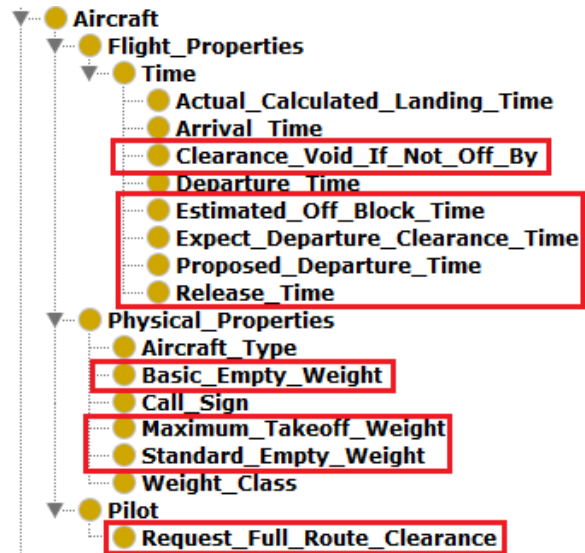 Aircraft
Flight_Properties
Time
Actual_Calculated_Landing_Time
Arrival_Time
Clearance_Void_If_Not_Off_By
Departure_Time
Estimated_Off_Block_Time
Expect_Departure_Clearance_Time
Proposed_Departure_Time
Release_Time
Physical_Properties
Aircraft_Type
Basic_Empty_Weight
Call_Sign
Maximum_Takeoff_Weight
Standard_Empty_Weight
Weight_Class
Pilot
Request_Full_Route_Clearance